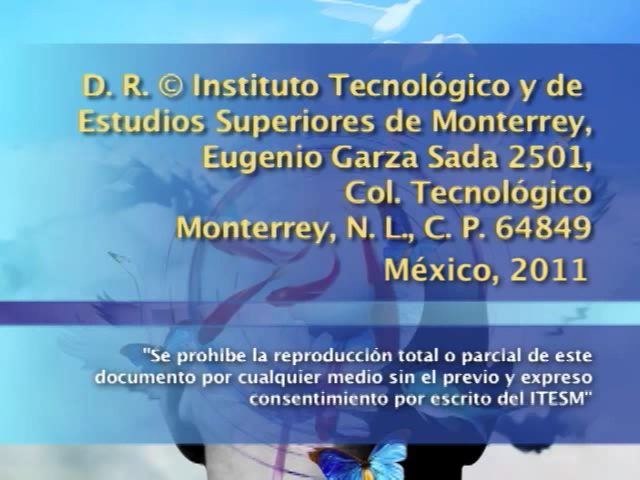 D. R. © Instituto Tecnológico y de
Estudios Superiores de Monterrey,
Eugenio Garza Sada 2501,
Col. Tecnológico
Monterrey, N. L., C. P. 64849
México, 2011
"Se prohibe la reproducción total o parcial de este
documento por cualquier medio sin el previo y expreso
consentimiento por escrito del ITESM"